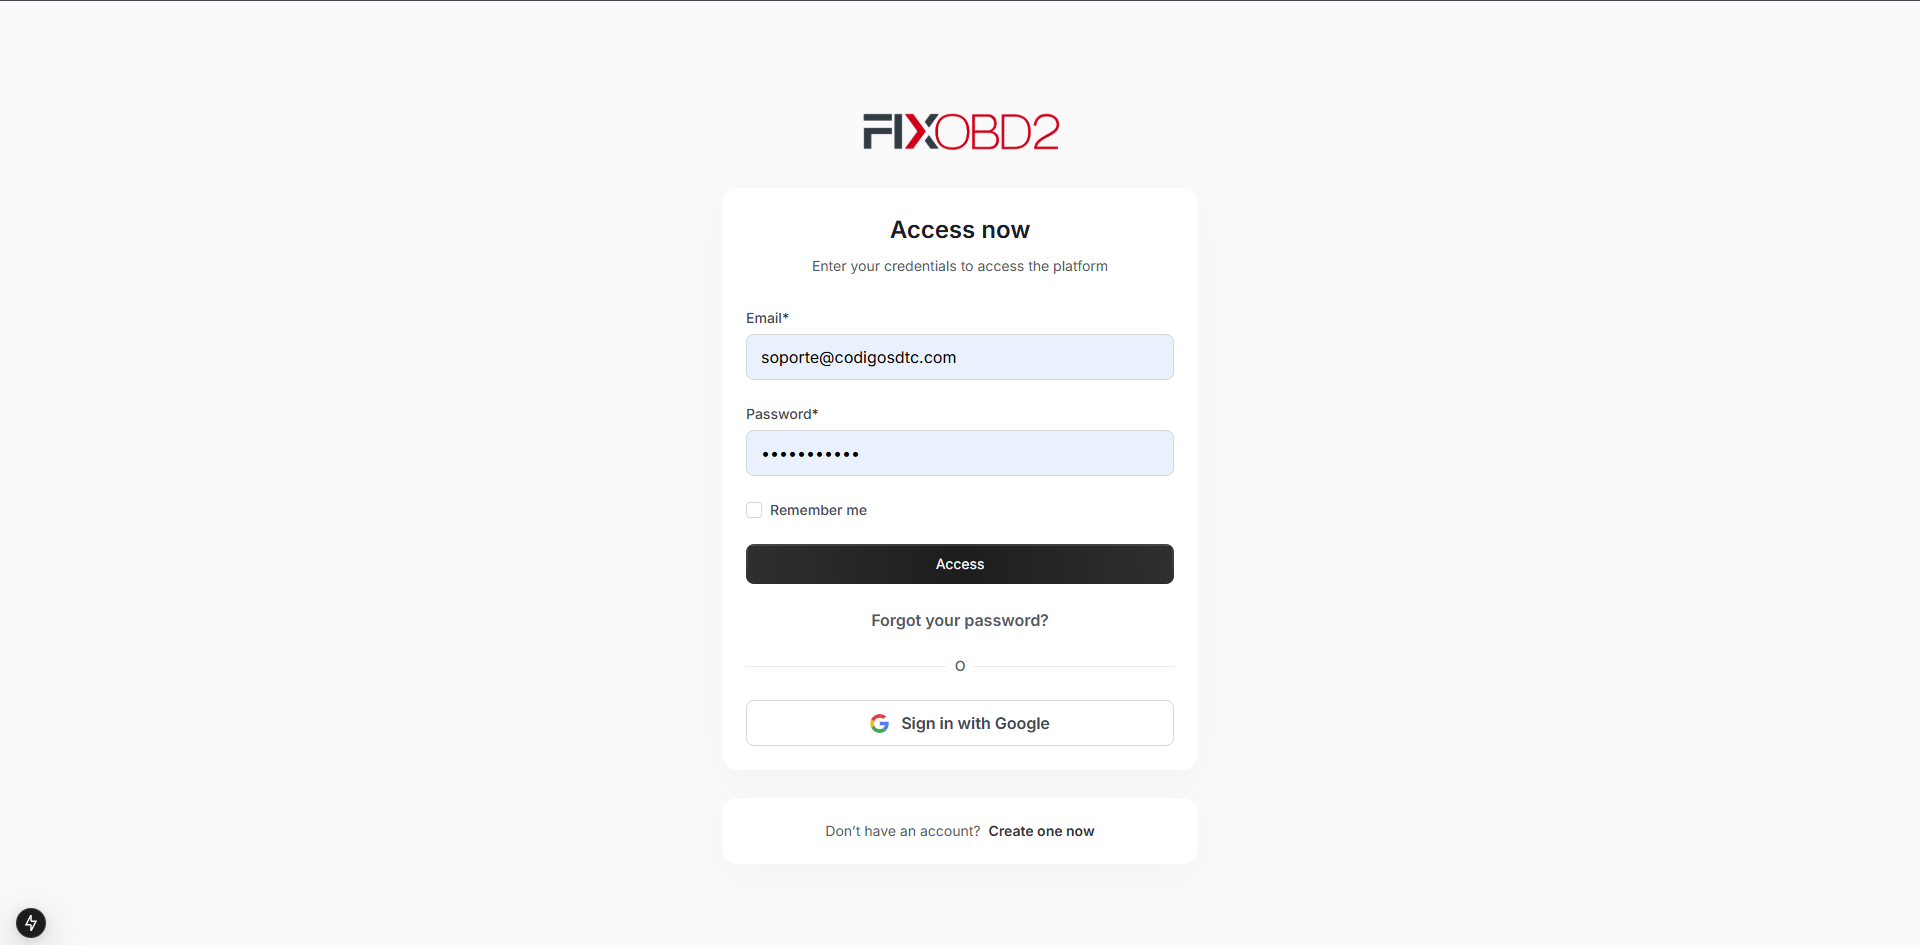 FIXOBD2
Access now
Enter your credentials to access the platform
Email*
soporte@codigosdtc.com
Password*
•••••••••••
Remember me
Access
Forgot your password?
O
Sign in with Google
Don't have an account? Create one now